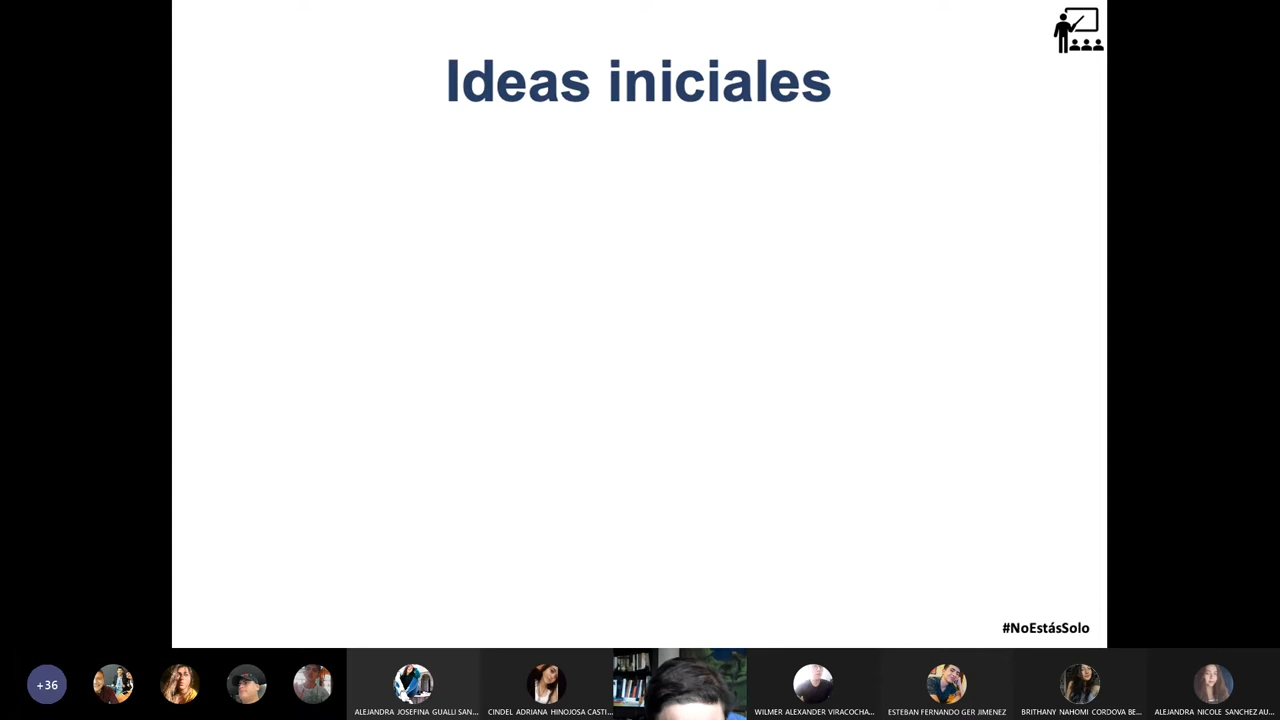 Ideas iniciales
#NoEstásSolo
+36
ALEJANDRA JOSEFINA GUALLI SAN...
CINDEL ADRIANA HINOJOSA CASTI...
WILMER ALEXANDER VIRACOCHA...
ESTEBAN FERNANDO GER JIMENEZ
BRITHANY NAHOMI CORDOVA BE...
ALEJANDRA NICOLE SANCHEZ AU...